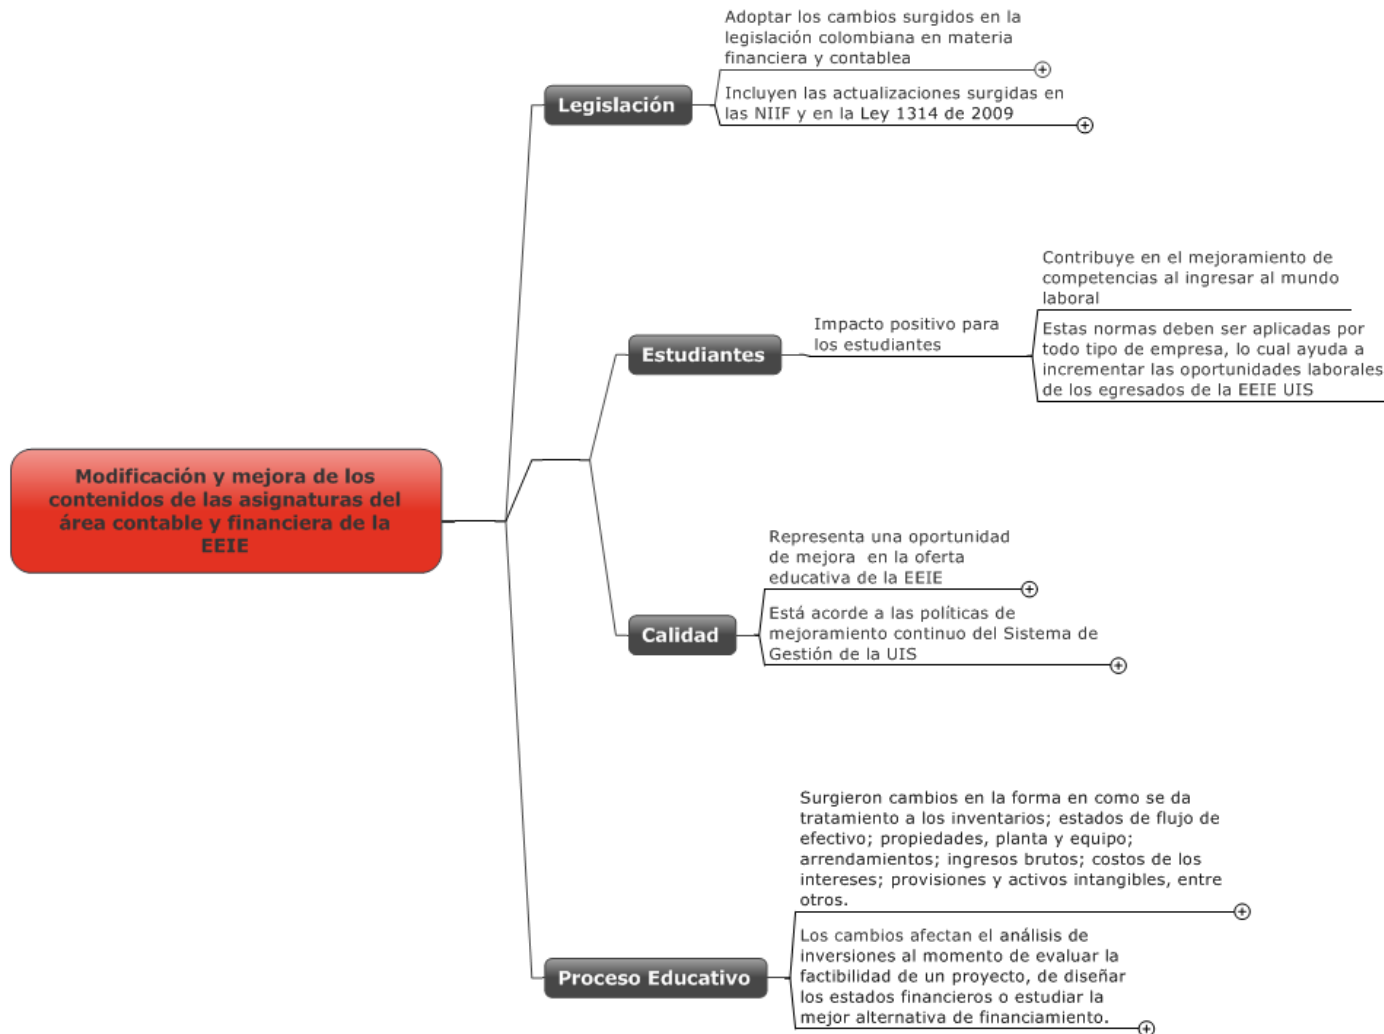 Adoptar los cambios surgidos en la
legislación colombiana en materia
financiera y contablea
Legislación
Incluyen las actualizaciones surgidas en
las NIIF y en la Ley 1314 de 2009
Contribuye en el mejoramiento de
competencias al ingresar al mundo
laboral
Estudiantes
Impacto positivo para
los estudiantes
Estas normas deben ser aplicadas por
todo tipo de empresa, lo cual ayuda a
incrementar las oportunidades laborales
de los egresados de la EEIE UIS
Modificación y mejora de los
contenidos de las asignaturas del
área contable y financiera de la
EEIE
Representa una oportunidad
de mejora en la oferta
educativa de la EEIE
Calidad
Está acorde a las políticas de
mejoramiento continuo del Sistema de
Gestión de la UIS
Surgieron cambios en la forma en como se da
tratamiento a los inventarios; estados de flujo de
efectivo; propiedades, planta y equipo;
arrendamientos; ingresos brutos; costos de los
intereses; provisiones y activos intangibles, entre
otros.
Proceso Educativo
Los cambios afectan el análisis de
inversiones al momento de evaluar la
factibilidad de un proyecto, de diseñar
los estados financieros o estudiar la
mejor alternativa de financiamiento.